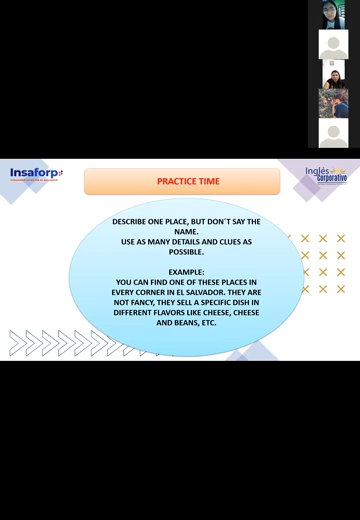 Insaforp
Inglés
Corporativo
PRACTICE TIME
DESCRIBE ONE PLACE, BUT DON´T SAY THE
NAME.
USE AS MANY DETAILS AND CLUES AS
POSSIBLE.
EXAMPLE:
YOU CAN FIND ONE OF THESE PLACES IN
EVERY CORNER IN EL SALVADOR. THEY ARE
NOT FANCY, THEY SELL A SPECIFIC DISH IN
DIFFERENT FLAVORS LIKE CHEESE, CHEESE
AND BEANS, ETC.